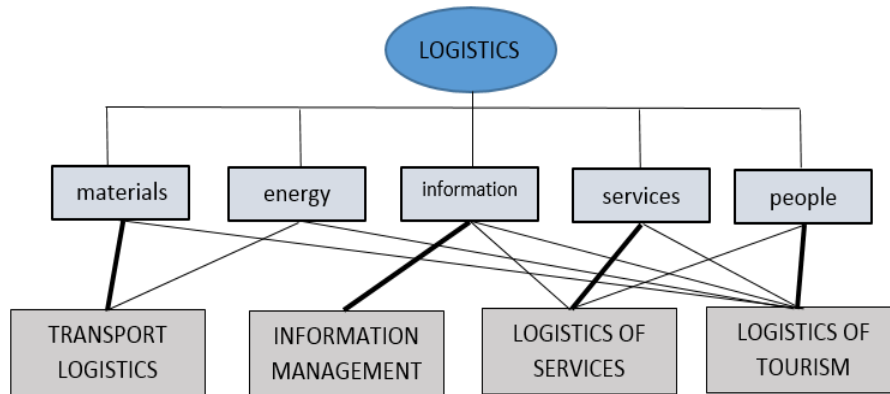 LOGISTICS
materials
energy
information
services
people
TRANSPORT
LOGISTICS
INFORMATION
MANAGEMENT
LOGISTICS OF
SERVICES
LOGISTICS OF
TOURISM